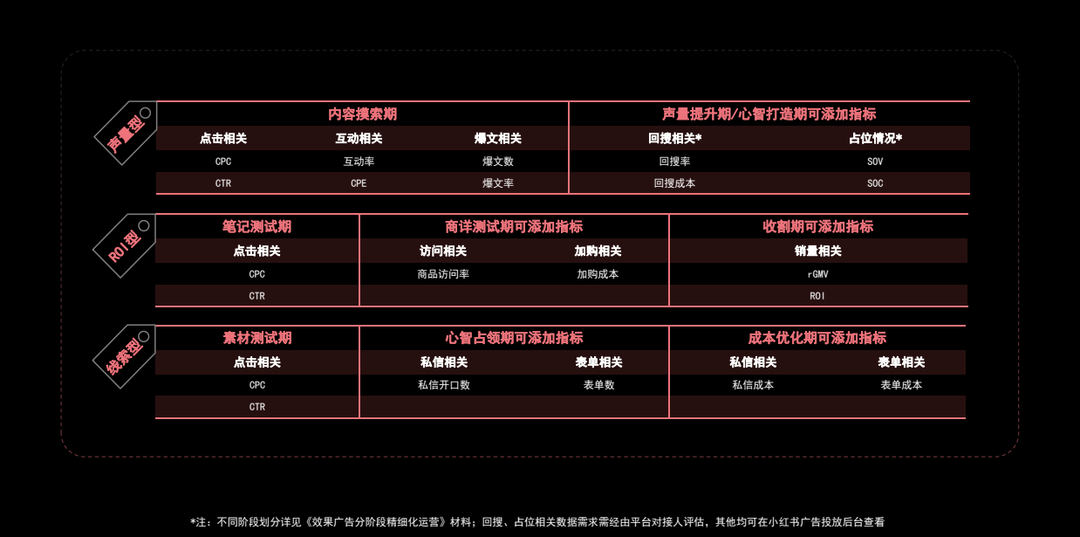 声量型
内容摸索期 声量提升期/心智打造期可添加指标
点击相关 互动相关 爆文相关 回搜相关* 占位情况*
CPC 互动率 爆文数 回搜率 SOV
CTR CPE 爆文率 回搜成本 SOC
ROI型
笔记测试期 商详测试期可添加指标 收割期可添加指标
点击相关 访问相关 加购相关 销量相关
CPC 商品访问率 加购成本 rGMV
CTR ROI
线索型
素材测试期 心智占领期可添加指标 成本优化期可添加指标
点击相关 私信相关 表单相关 私信相关 表单相关
CPC 私信开口数 表单数 私信成本 表单成本
CTR
*注：不同阶段划分详见《效果广告分阶段精细化运营》材料；回搜、占位相关数据需求需经由平台对接人评估，其他均可在小红书广告投放后台查看